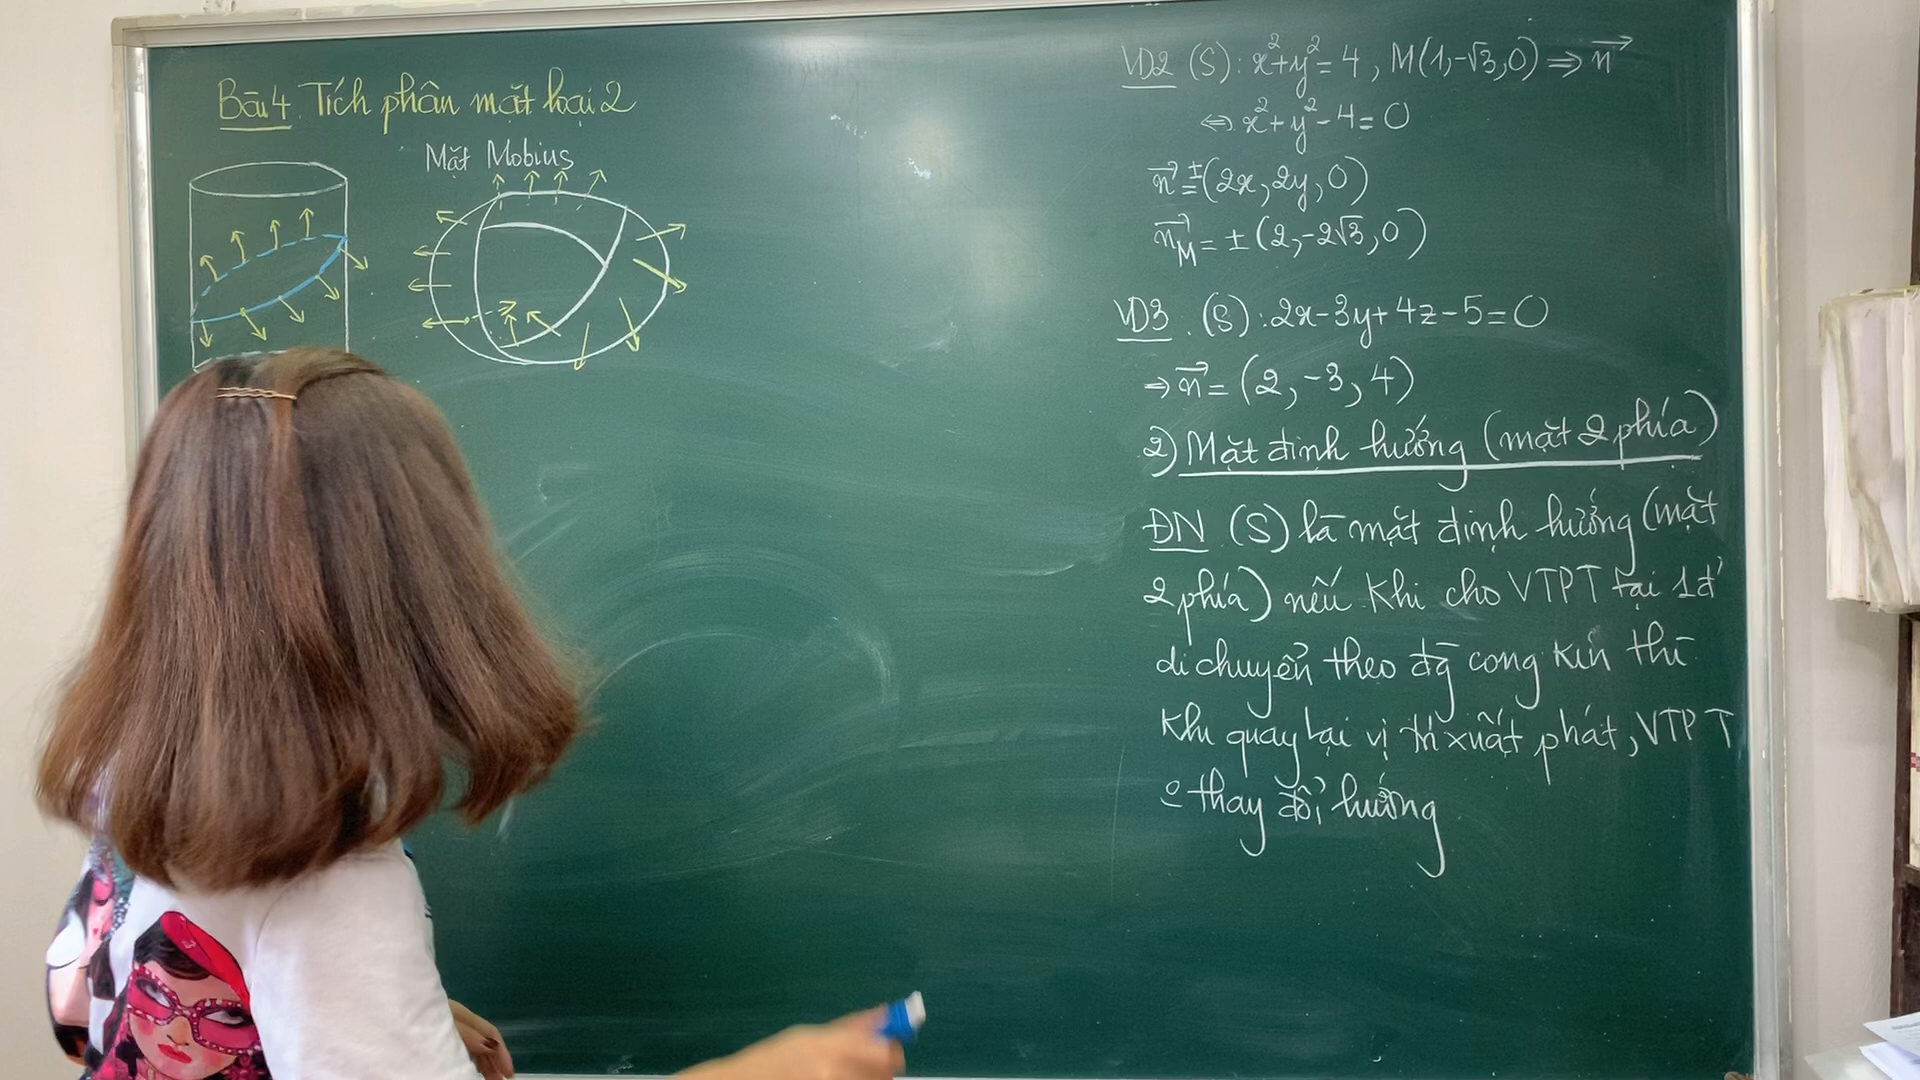 Bài 4. Tích phân mặt loại 2
Mặt Mobius
VD2 (S): x²+y²=4, M(1,-√3,0) ⇒ n⃗
⇔ x²+y²-4=0
n⃗ = ±(2x, 2y, 0)
n⃗_M = ±(2, -2√3, 0)
VD3. (S): 2x-3y+4z-5=0
⇒ n⃗ = (2, -3, 4)
2) Mặt định hướng (mặt 2 phía)
ĐN (S) là mặt định hướng (mặt
2 phía) nếu khi cho VTPT tại 1 đ'
di chuyển theo đg cong kín thì
khi quay lại vị trí xuất phát, VTPT
o thay đổi hướng